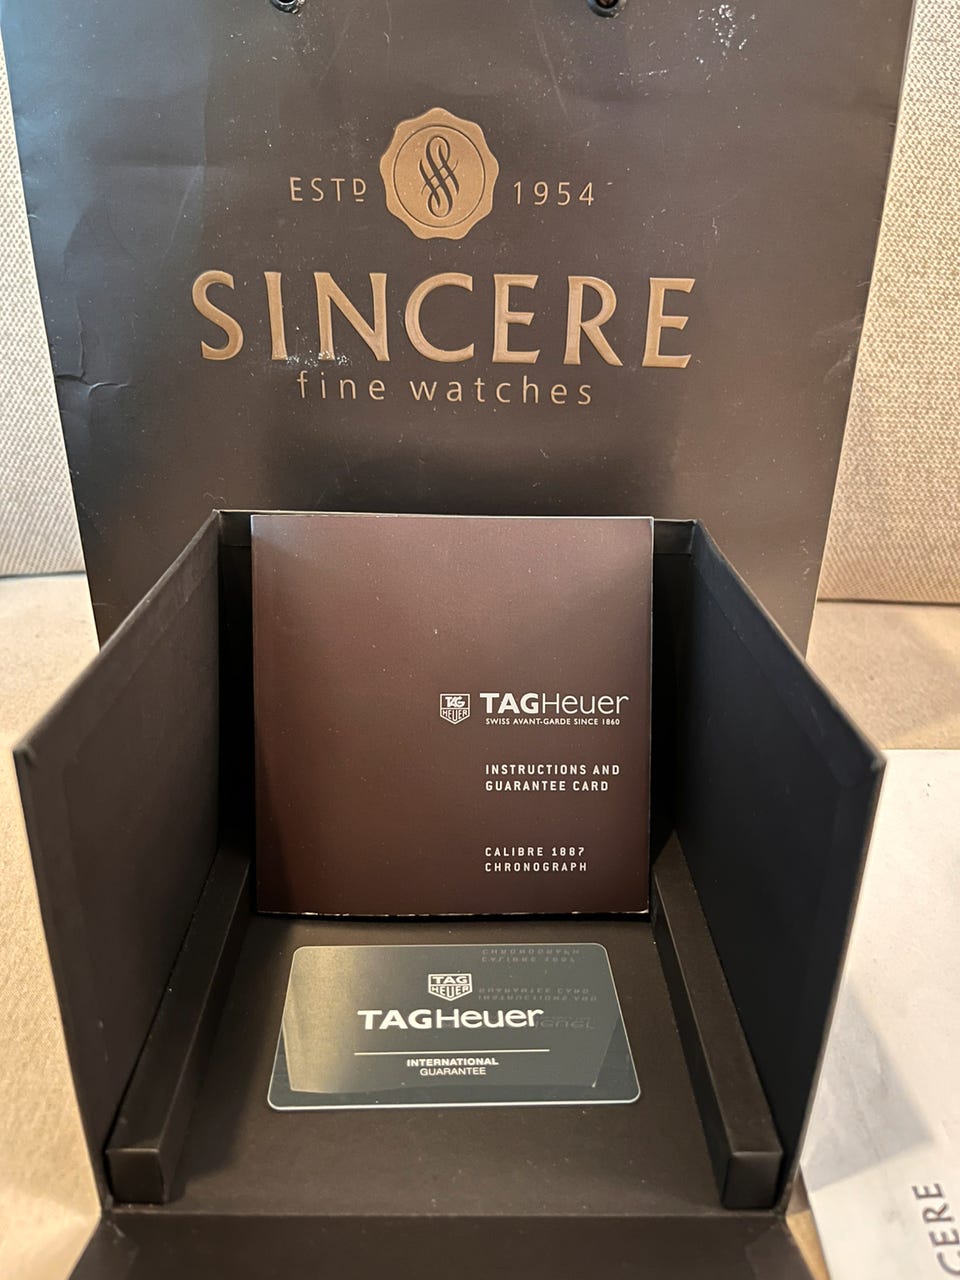 ESTD 1954
SINCERE
fine watches
TAG
HEUER
TAGHeuer
SWISS AVANT-GARDE SINCE 1860
INSTRUCTIONS AND
GUARANTEE CARD
CALIBRE 1887
CHRONOGRAPH
TAG
HEUER
TAGHeuer
INTERNATIONAL
GUARANTEE
CERE